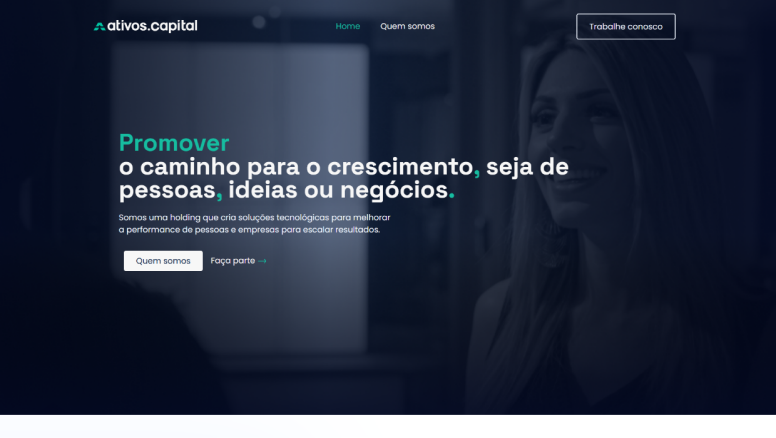 ativos.capital
Home
Quem somos
Trabalhe conosco
Promover
o caminho para o crescimento, seja de
pessoas, ideias ou negócios.
Somos uma holding que cria soluções tecnológicas para melhorar
a performance de pessoas e empresas para escalar resultados.
Quem somos
Faça parte →